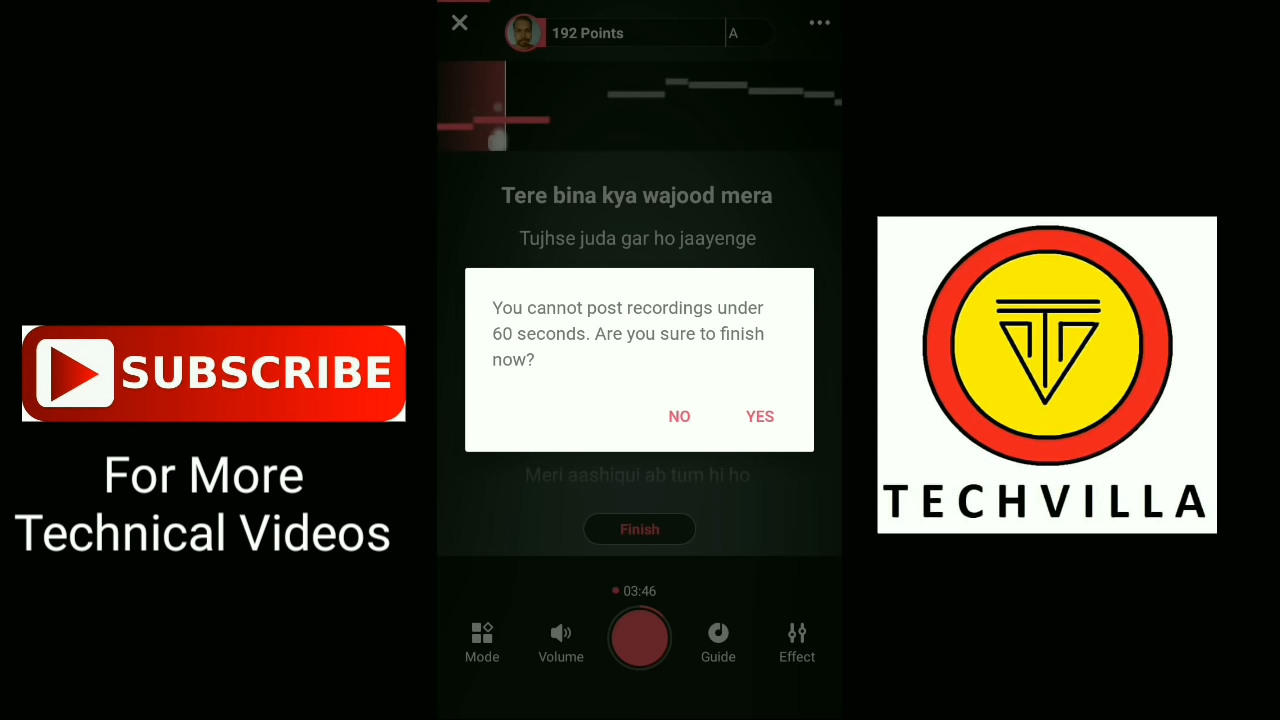 192 Points
A
Tere bina kya wajood mera
Tujhse juda gar ho jaayenge
You cannot post recordings under
60 seconds. Are you sure to finish
now?
NO YES
Meri aashiqui ab tum hi ho
Finish
03:46
Mode Volume Guide Effect
SUBSCRIBE
For More
Technical Videos
TECHVILLA